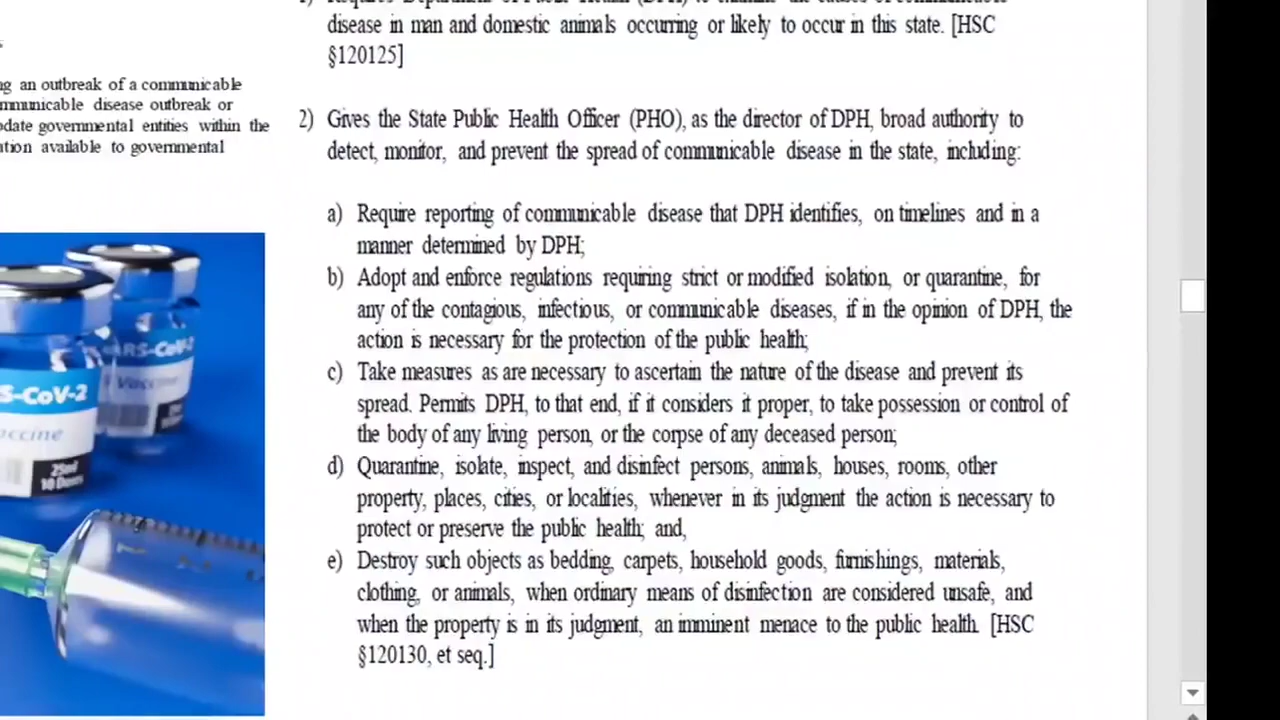 disease in man and domestic animals occurring or likely to occur in this state. [HSC
§120125]
2) Gives the State Public Health Officer (PHO), as the director of DPH, broad authority to
detect, monitor, and prevent the spread of communicable disease in the state, including:
a) Require reporting of communicable disease that DPH identifies, on timelines and in a
manner determined by DPH;
b) Adopt and enforce regulations requiring strict or modified isolation, or quarantine, for
any of the contagious, infectious, or communicable diseases, if in the opinion of DPH, the
action is necessary for the protection of the public health;
c) Take measures as are necessary to ascertain the nature of the disease and prevent its
spread. Permits DPH, to that end, if it considers it proper, to take possession or control of
the body of any living person, or the corpse of any deceased person;
d) Quarantine, isolate, inspect, and disinfect persons, animals, houses, rooms, other
property, places, cities, or localities, whenever in its judgment the action is necessary to
protect or preserve the public health; and,
e) Destroy such objects as bedding, carpets, household goods, furnishings, materials,
clothing, or animals, when ordinary means of disinfection are considered unsafe, and
when the property is in its judgment, an imminent menace to the public health. [HSC
§120130, et seq.]
ng an outbreak of a communicable
mmunicable disease outbreak or
odate governmental entities within the
ation available to governmental
ARS-CoV-2
Vaccine
S-CoV-2
accine
25ml
10 Doses